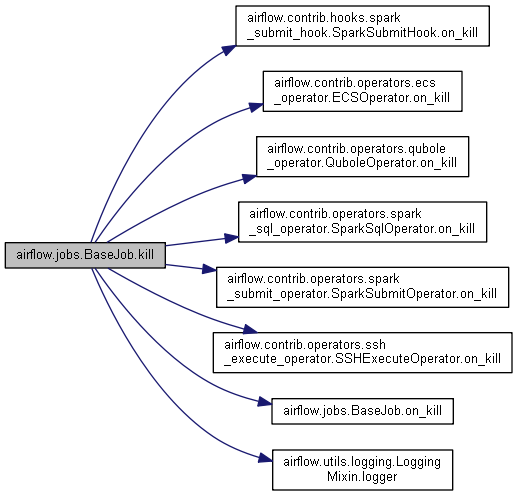 airflow.contrib.hooks.spark
_submit_hook.SparkSubmitHook.on_kill
airflow.contrib.operators.ecs
_operator.ECSOperator.on_kill
airflow.contrib.operators.qubole
_operator.QuboleOperator.on_kill
airflow.contrib.operators.spark
_sql_operator.SparkSqlOperator.on_kill
airflow.jobs.BaseJob.kill
airflow.contrib.operators.spark
_submit_operator.SparkSubmitOperator.on_kill
airflow.contrib.operators.ssh
_execute_operator.SSHExecuteOperator.on_kill
airflow.jobs.BaseJob.on_kill
airflow.utils.logging.Logging
Mixin.logger